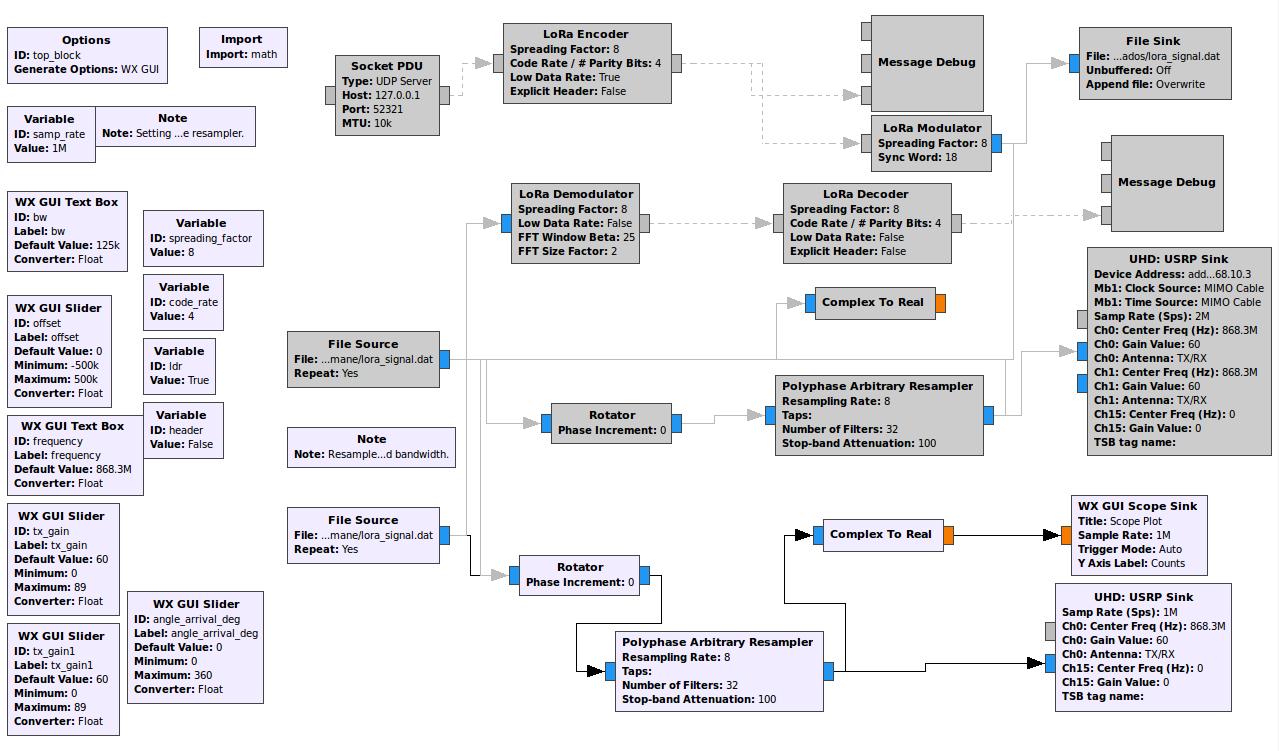 Options
ID: top_block
Generate Options: WX GUI
Import
Import: math
Variable
ID: samp_rate
Value: 1M
Note
Note: Setting ...e resampler.
WX GUI Text Box
ID: bw
Label: bw
Default Value: 125k
Converter: Float
Variable
ID: spreading_factor
Value: 8
Variable
ID: code_rate
Value: 4
WX GUI Slider
ID: offset
Label: offset
Default Value: 0
Minimum: -500k
Maximum: 500k
Converter: Float
Variable
ID: ldr
Value: True
Variable
ID: header
Value: False
WX GUI Text Box
ID: frequency
Label: frequency
Default Value: 868.3M
Converter: Float
WX GUI Slider
ID: tx_gain
Label: tx_gain
Default Value: 60
Minimum: 0
Maximum: 89
Converter: Float
WX GUI Slider
ID: angle_arrival_deg
Label: angle_arrival_deg
Default Value: 0
Minimum: 0
Maximum: 360
Converter: Float
WX GUI Slider
ID: tx_gain1
Label: tx_gain1
Default Value: 60
Minimum: 0
Maximum: 89
Converter: Float
Socket PDU
Type: UDP Server
Host: 127.0.0.1
Port: 52321
MTU: 10k
LoRa Encoder
Spreading Factor: 8
Code Rate / # Parity Bits: 4
Low Data Rate: True
Explicit Header: False
Message Debug
LoRa Modulator
Spreading Factor: 8
Sync Word: 18
File Sink
File: ...ados/lora_signal.dat
Unbuffered: Off
Append file: Overwrite
LoRa Demodulator
Spreading Factor: 8
Low Data Rate: False
FFT Window Beta: 25
FFT Size Factor: 2
LoRa Decoder
Spreading Factor: 8
Code Rate / # Parity Bits: 4
Low Data Rate: False
Explicit Header: False
Message Debug
Complex To Real
UHD: USRP Sink
Device Address: add...68.10.3
Mb1: Clock Source: MIMO Cable
Mb1: Time Source: MIMO Cable
Samp Rate (Sps): 2M
Ch0: Center Freq (Hz): 868.3M
Ch0: Gain Value: 60
Ch0: Antenna: TX/RX
Ch1: Center Freq (Hz): 868.3M
Ch1: Gain Value: 60
Ch1: Antenna: TX/RX
Ch15: Center Freq (Hz): 0
Ch15: Gain Value: 0
TSB tag name:
File Source
File: ...mane/lora_signal.dat
Repeat: Yes
Rotator
Phase Increment: 0
Polyphase Arbitrary Resampler
Resampling Rate: 8
Taps:
Number of Filters: 32
Stop-band Attenuation: 100
Note
Note: Resample...d bandwidth.
File Source
File: ...mane/lora_signal.dat
Repeat: Yes
Rotator
Phase Increment: 0
Polyphase Arbitrary Resampler
Resampling Rate: 8
Taps:
Number of Filters: 32
Stop-band Attenuation: 100
Complex To Real
WX GUI Scope Sink
Title: Scope Plot
Sample Rate: 1M
Trigger Mode: Auto
Y Axis Label: Counts
UHD: USRP Sink
Samp Rate (Sps): 1M
Ch0: Center Freq (Hz): 868.3M
Ch0: Gain Value: 60
Ch0: Antenna: TX/RX
Ch15: Center Freq (Hz): 0
Ch15: Gain Value: 0
TSB tag name: